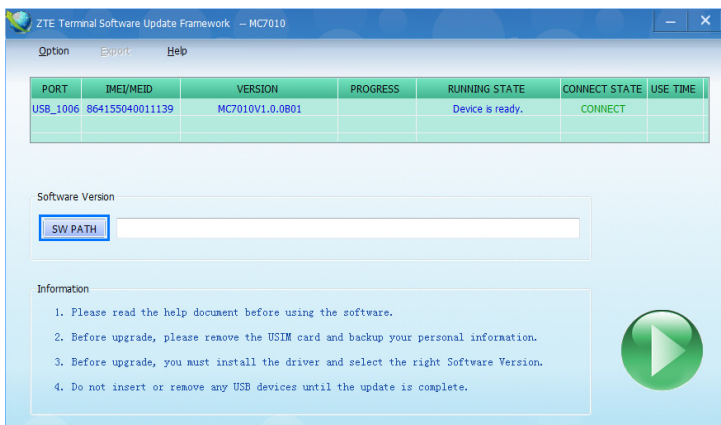 ZTE Terminal Software Update Framework -- MC7010
Option Export Help
PORT IMEI/MEID VERSION PROGRESS RUNNING STATE CONNECT STATE USE TIME
USB_1006 864155040011139 MC7010V1.0.0B01 Device is ready. CONNECT
Software Version
SW PATH
Information
1. Please read the help document before using the software.
2. Before upgrade, please remove the USIM card and backup your personal information.
3. Before upgrade, you must install the driver and select the right Software Version.
4. Do not insert or remove any USB devices until the update is complete.